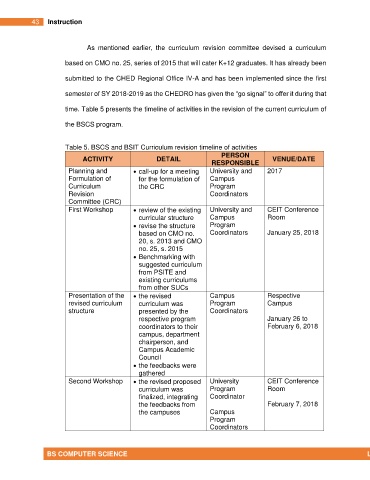 43 Instruction
As mentioned earlier, the curriculum revision committee devised a curriculum
based on CMO no. 25, series of 2015 that will cater K+12 graduates. It has already been
submitted to the CHED Regional Office IV-A and has been implemented since the first
semester of SY 2018-2019 as the CHEDRO has given the “go signal” to offer it during that
time. Table 5 presents the timeline of activities in the revision of the current curriculum of
the BSCS program.
Table 5. BSCS and BSIT Curriculum revision timeline of activities
ACTIVITY DETAIL PERSON RESPONSIBLE VENUE/DATE
Planning and • call-up for a meeting University and 2017
Formulation of for the formulation of Campus
Curriculum the CRC Program
Revision Coordinators
Committee (CRC)
First Workshop • review of the existing University and CEIT Conference
curricular structure Campus Room
• revise the structure Program
based on CMO no. Coordinators January 25, 2018
20, s. 2013 and CMO
no. 25, s. 2015
• Benchmarking with
suggested curriculum
from PSITE and
existing curriculums
from other SUCs
Presentation of the • the revised Campus Respective
revised curriculum curriculum was Program Campus
structure presented by the Coordinators
respective program January 26 to
coordinators to their February 6, 2018
campus, department
chairperson, and
Campus Academic
Council
• the feedbacks were
gathered
Second Workshop • the revised proposed University CEIT Conference
curriculum was Program Room
finalized, integrating Coordinator
the feedbacks from February 7, 2018
the campuses Campus
Program
Coordinators
BS COMPUTER SCIENCE L